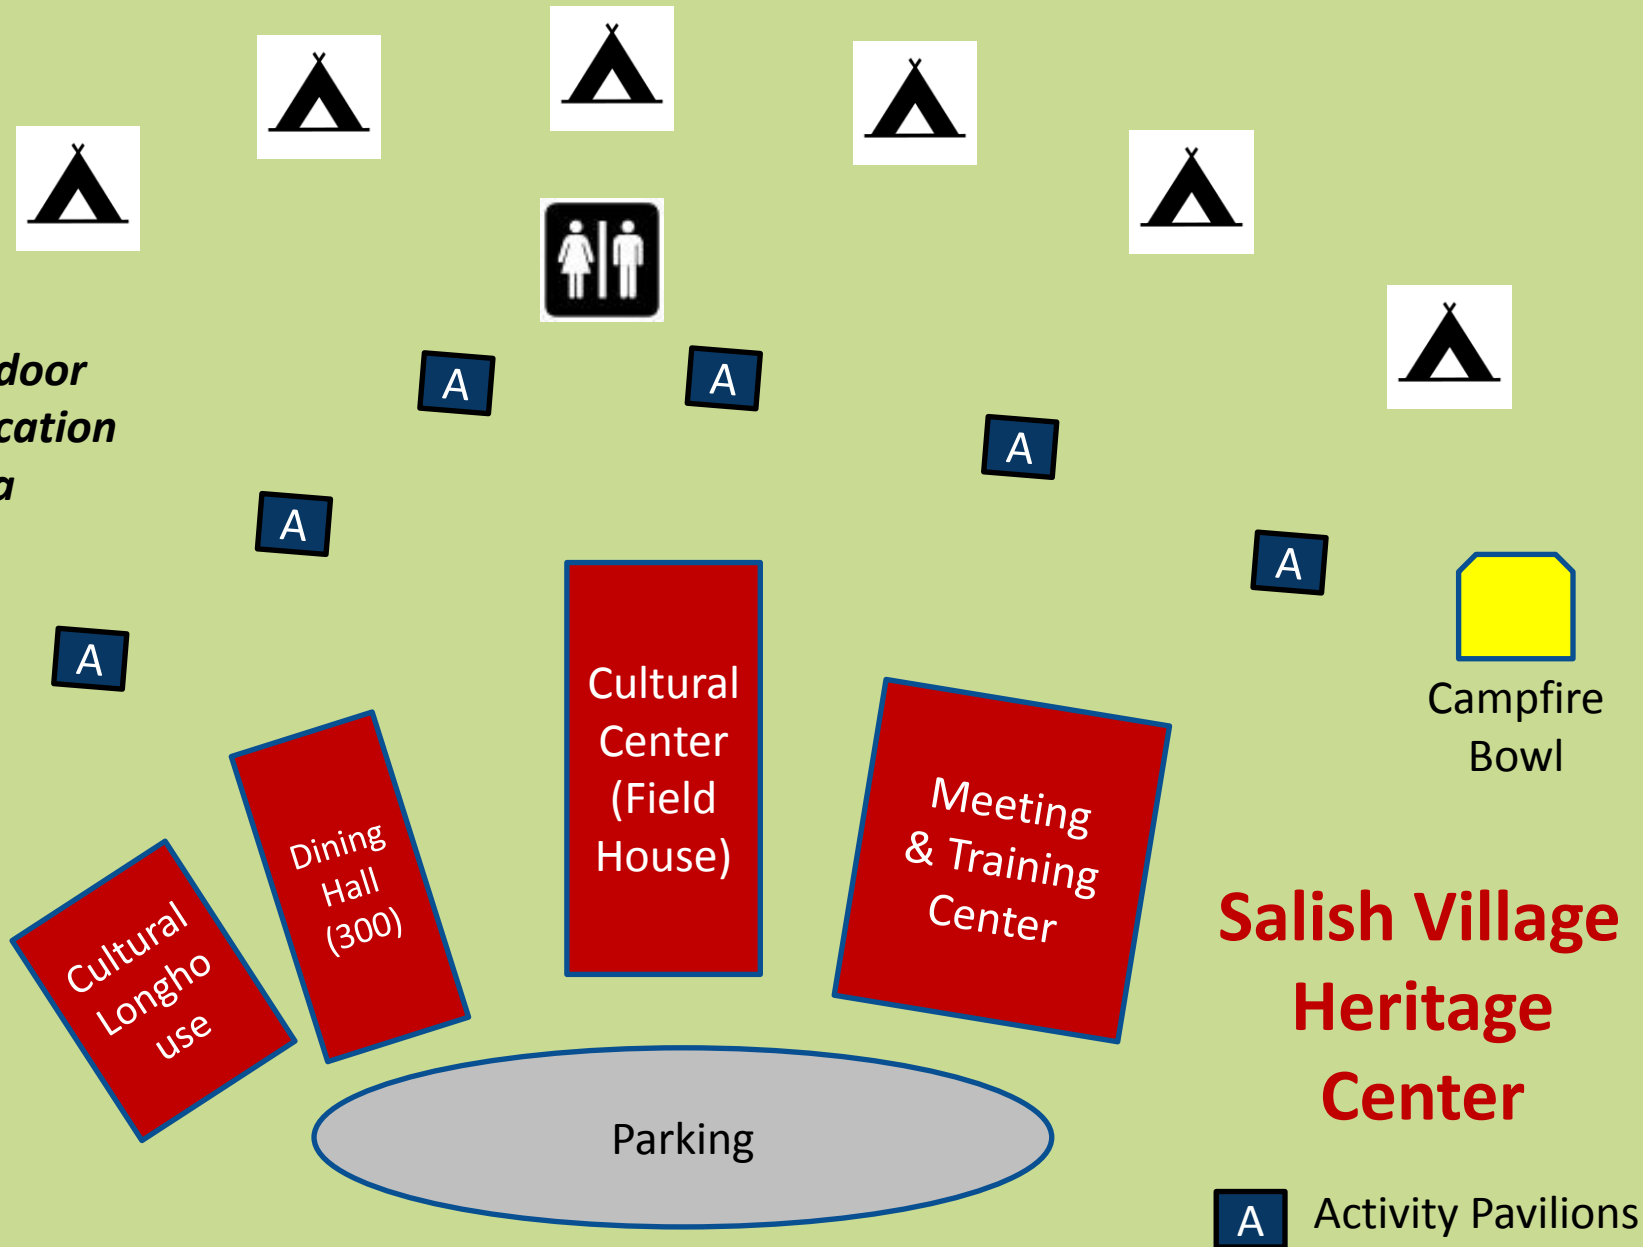 door
cation
a
A
A
A
A
A
A
Cultural
Center
(Field
House)
Campfire
Bowl
Meeting
& Training
Center
Dining
Hall
(300)
Cultural
Longho
use
Salish Village
Heritage
Center
Parking
A Activity Pavilions